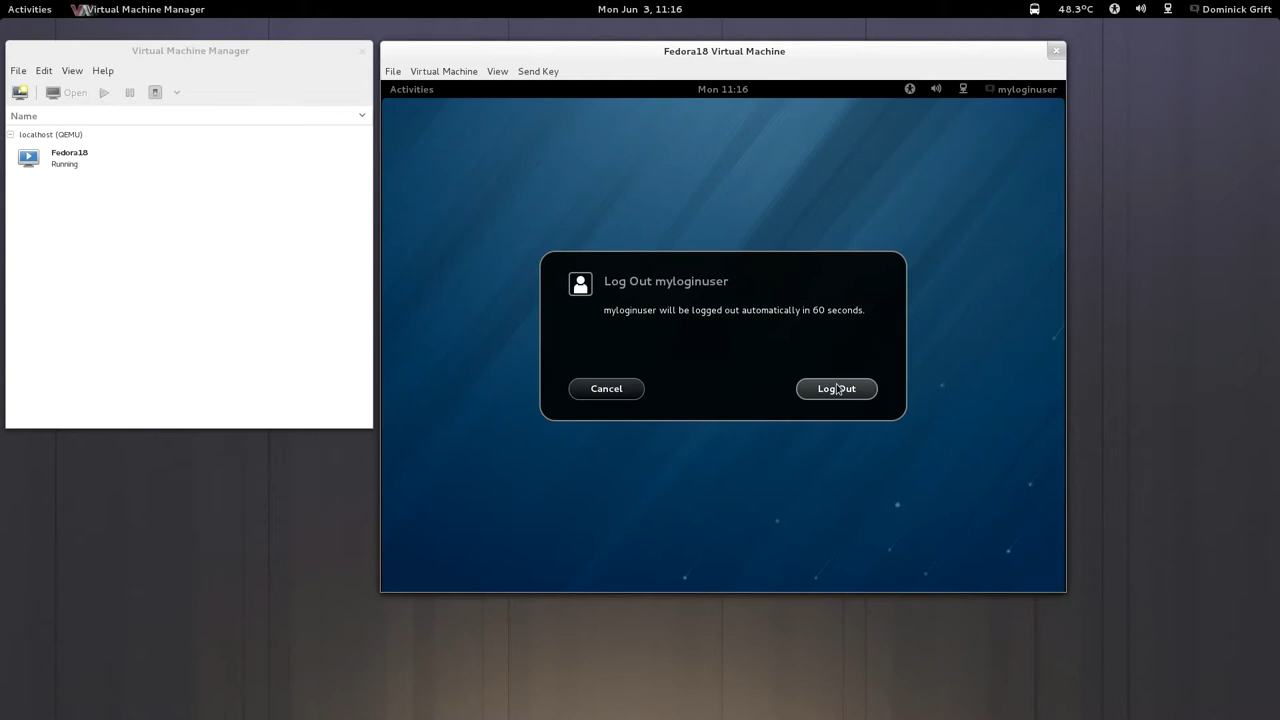 Activities Virtual Machine Manager Mon Jun 3, 11:16 48.3°C Dominick Grift
Virtual Machine Manager
File Edit View Help
Open
Name
localhost (QEMU)
Fedora18
Running
Fedora18 Virtual Machine
File Virtual Machine View Send Key
Activities Mon 11:16 myloginuser
Log Out myloginuser
myloginuser will be logged out automatically in 60 seconds.
Cancel Log Out